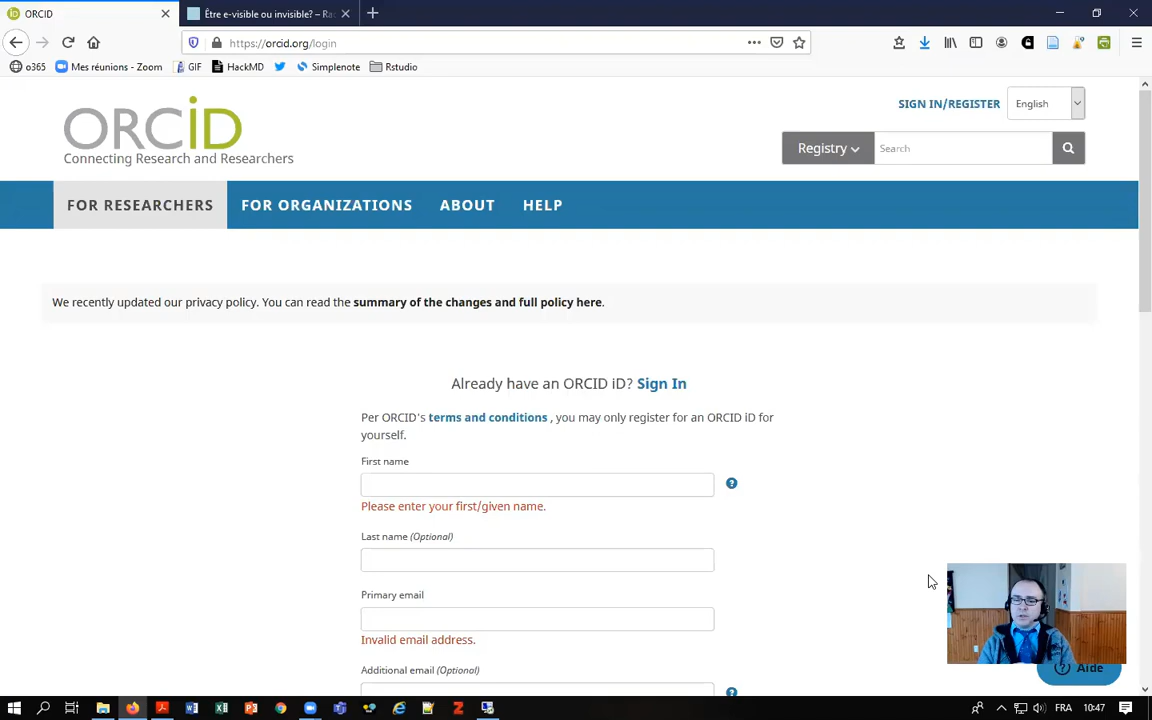 ORCID
Être e-visible ou invisible? – Rac
https://orcid.org/login
o365
Mes réunions - Zoom
GIF
HackMD
Simplenote
Rstudio
SIGN IN/REGISTER
English
ORCiD
Connecting Research and Researchers
Registry
Search
FOR RESEARCHERS
FOR ORGANIZATIONS
ABOUT
HELP
We recently updated our privacy policy. You can read the summary of the changes and full policy here.
Already have an ORCID iD? Sign In
Per ORCID's terms and conditions , you may only register for an ORCID iD for
yourself.
First name
Please enter your first/given name.
Last name (Optional)
Primary email
Invalid email address.
Additional email (Optional)
Aide
FRA
10:47